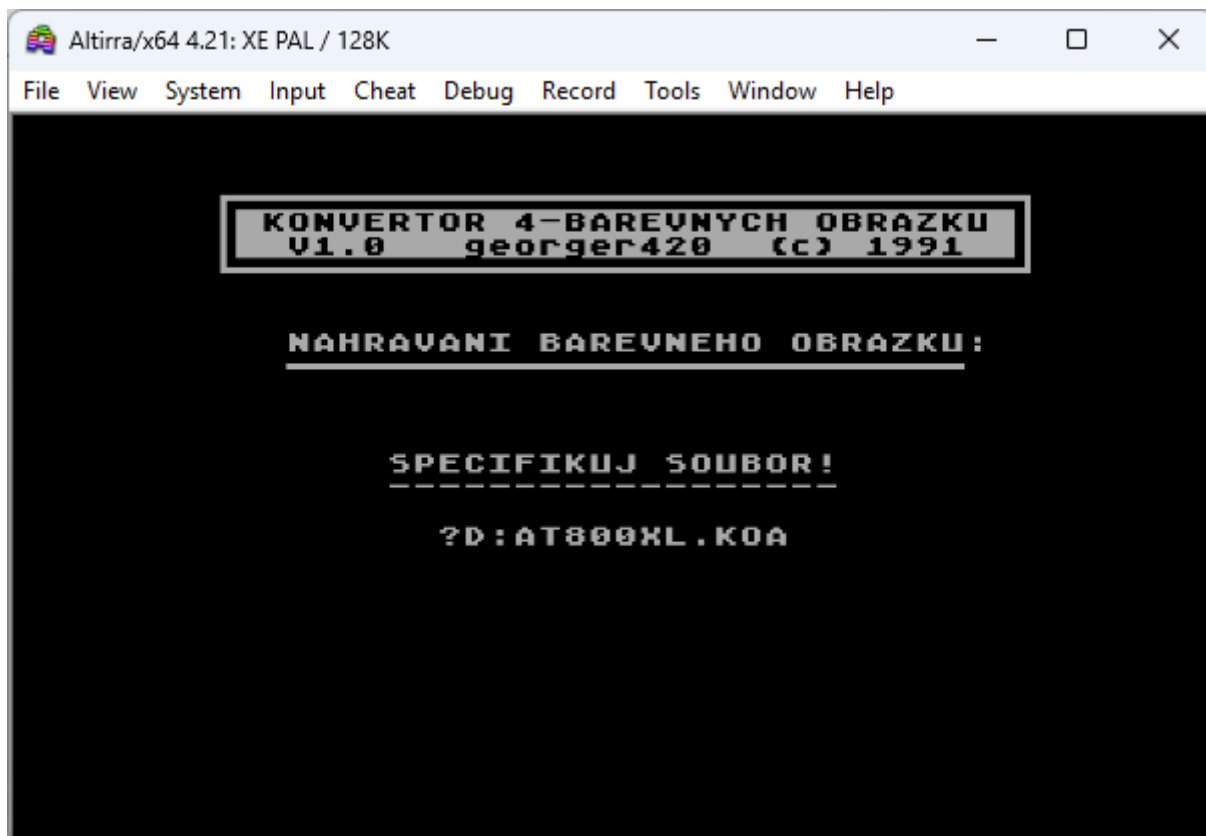 Altirra/x64 4.21: XE PAL / 128K
File View System Input Cheat Debug Record Tools Window Help
KONVERTOR 4-BAREVNYCH OBRAZKU
V1.0 georger420 (c) 1991
NAHRAVANI BAREVNEHO OBRAZKU:
SPECIFIKUJ SOUBOR!
------------------
?D:AT800XL.KOA